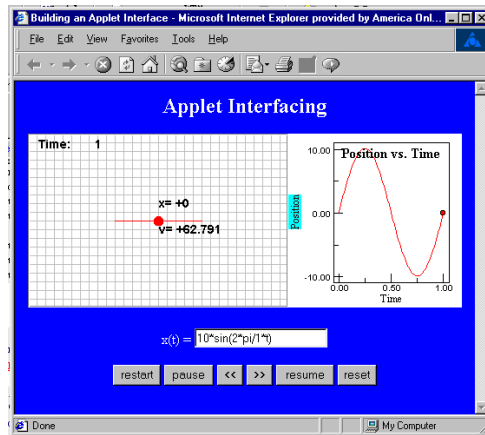 Building an Applet Interface - Microsoft Internet Explorer provided by America Onl...
File Edit View Favorites Tools Help
Applet Interfacing
Time: 1
x= +0
v= +62.791
Position vs. Time
10.00
0.00
-10.00
Position
0.00 0.50 1.00
Time
x(t) = 10*sin(2*pi/1*t)
restart pause << >> resume reset
Done My Computer